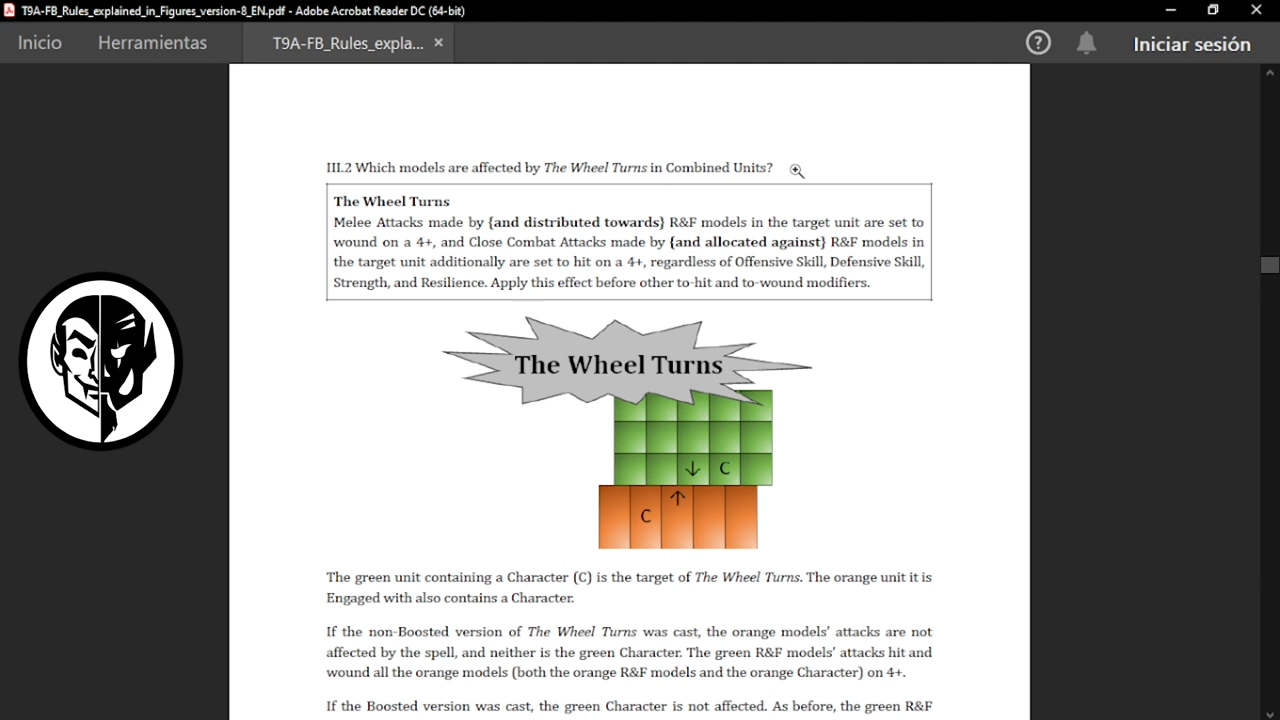 T9A-FB_Rules_explained_in_Figures_version-8_EN.pdf - Adobe Acrobat Reader DC (64-bit)
Inicio
Herramientas
T9A-FB_Rules_expla...
Iniciar sesión
III.2 Which models are affected by The Wheel Turns in Combined Units?
The Wheel Turns
Melee Attacks made by {and distributed towards} R&F models in the target unit are set to
wound on a 4+, and Close Combat Attacks made by {and allocated against} R&F models in
the target unit additionally are set to hit on a 4+, regardless of Offensive Skill, Defensive Skill,
Strength, and Resilience. Apply this effect before other to-hit and to-wound modifiers.
The Wheel Turns
C
C
The green unit containing a Character (C) is the target of The Wheel Turns. The orange unit it is
Engaged with also contains a Character.
If the non-Boosted version of The Wheel Turns was cast, the orange models' attacks are not
affected by the spell, and neither is the green Character. The green R&F models' attacks hit and
wound all the orange models (both the orange R&F models and the orange Character) on 4+.
If the Boosted version was cast, the green Character is not affected. As before, the green R&F